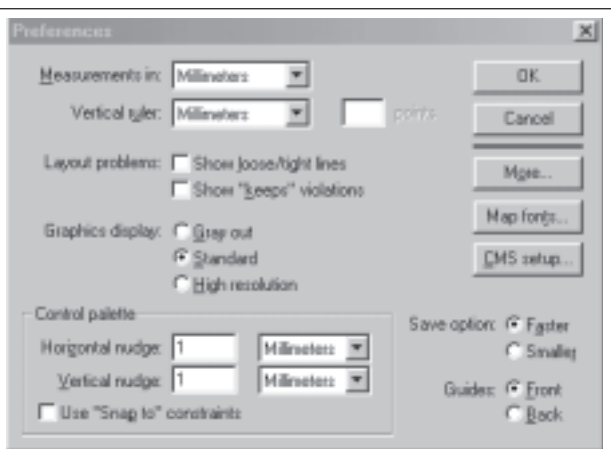 Preferences
Measurements in: Millimeters
OK
Vertical ruler: Millimeters points
Cancel
Layout problems: Show loose/tight lines
Show "keeps" violations
More...
Map fonts...
Graphics display: Gray out
Standard
CMS setup...
High resolution
Control palette
Horizontal nudge: 1 Millimeters
Vertical nudge: 1 Millimeters
Use "Snap to" constraints
Save option: Faster
Smaller
Guides: Front
Back